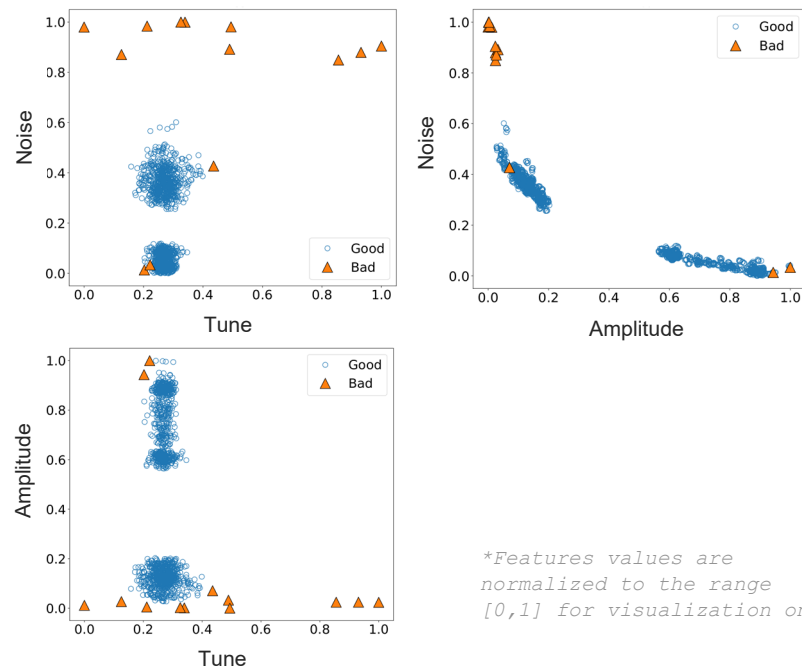 1.0
0.8
0.6
0.4
0.2
0.0
Noise
0.0 0.2 0.4 0.6 0.8 1.0
Tune
Good
Bad
1.0
0.8
0.6
0.4
0.2
0.0
Noise
0.0 0.2 0.4 0.6 0.8 1.0
Amplitude
Good
Bad
1.0
0.8
0.6
0.4
0.2
0.0
Amplitude
0.0 0.2 0.4 0.6 0.8 1.0
Tune
Good
Bad
*Features values are
normalized to the range
[0,1] for visualization